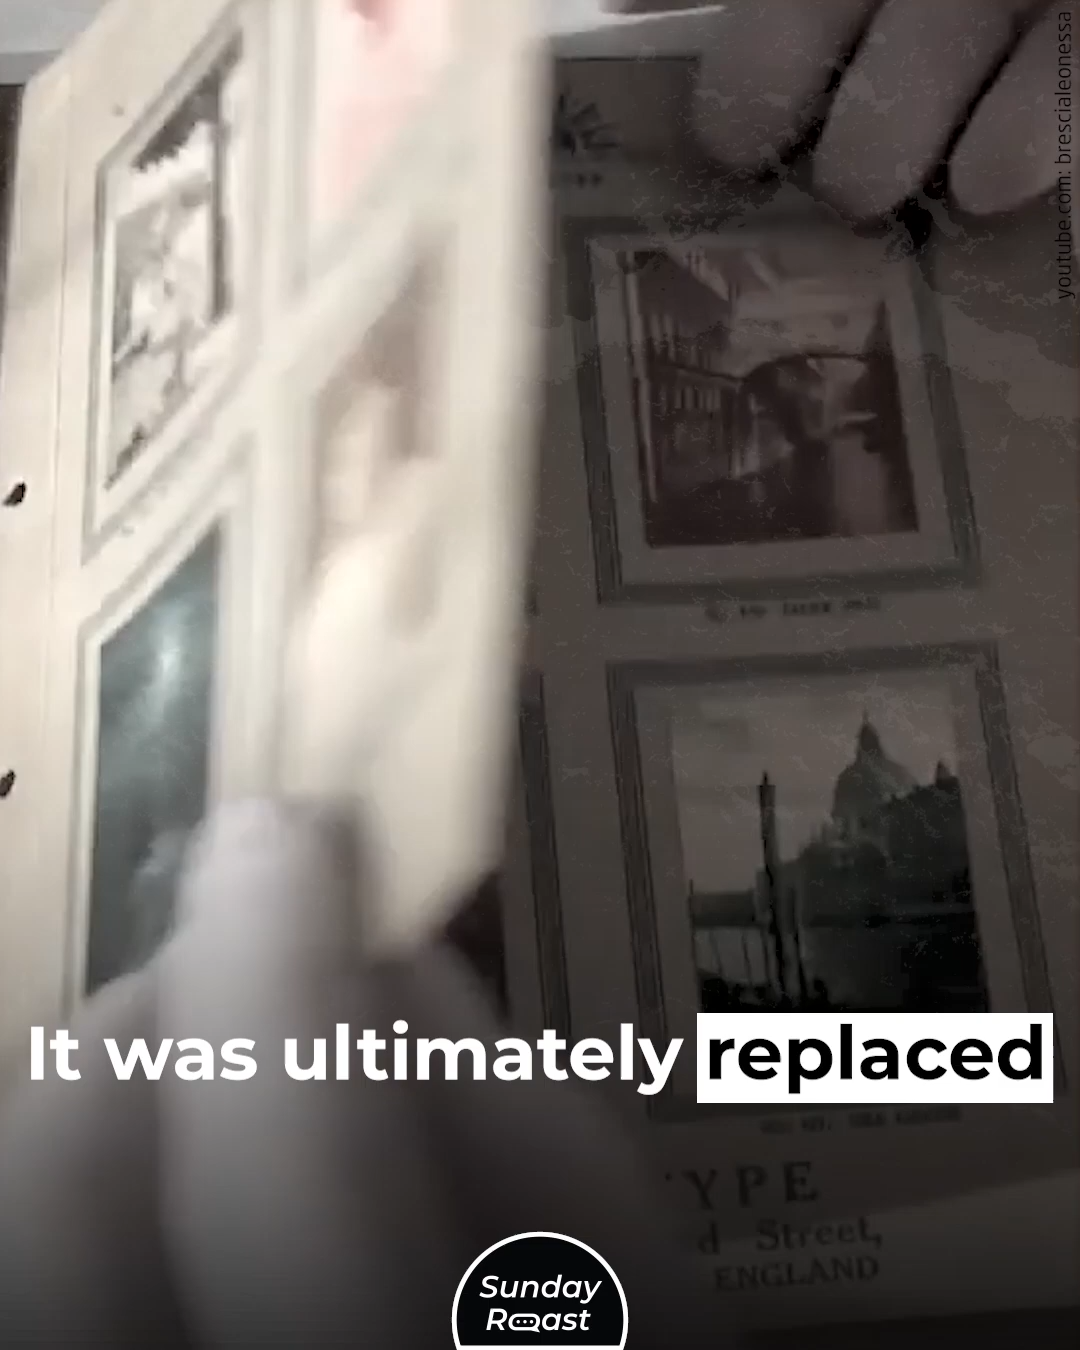 youtube.com: brescialeonessa
It was ultimately replaced
YPE
d Street,
ENGLAND
Sunday
Roast